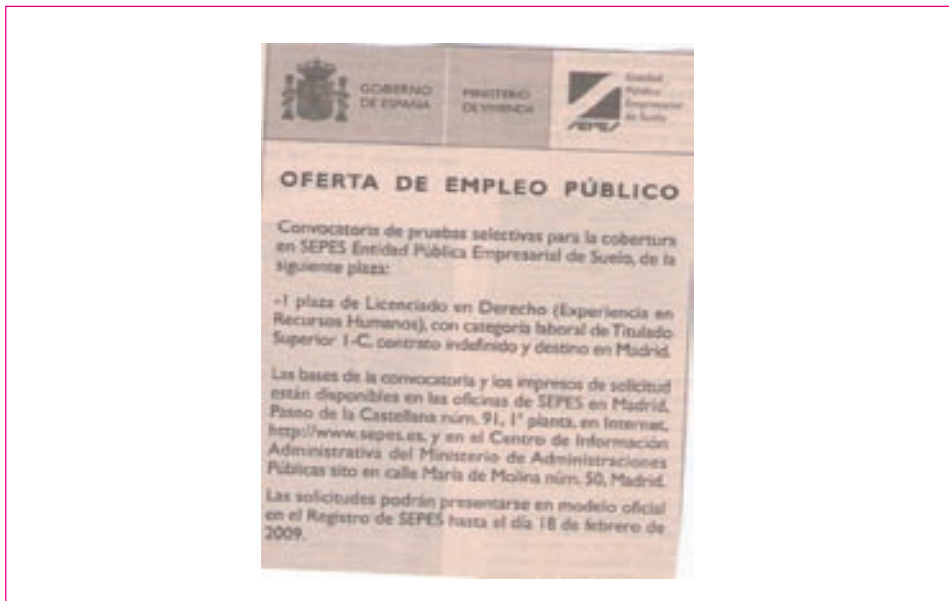 GOBIERNO
DE ESPAÑA
MINISTERIO
DE VIVIENDA
Entidad
Pública
Empresarial
de Suelo
SEPES
OFERTA DE EMPLEO PÚBLICO
Convocatoria de pruebas selectivas para la cobertura
en SEPES Entidad Pública Empresarial de Suelo, de la
siguiente plaza:
-1 plaza de Licenciado en Derecho (Experiencia en
Recursos Humanos), con categoría laboral de Titulado
Superior 1-C, contrato indefinido y destino en Madrid.
Las bases de la convocatoria y los impresos de solicitud
están disponibles en las oficinas de SEPES en Madrid,
Paseo de la Castellana núm. 91, 1ª planta, en Internet,
http://www.sepes.es, y en el Centro de Información
Administrativa del Ministerio de Administraciones
Públicas sito en calle María de Molina núm. 50, Madrid.
Las solicitudes podrán presentarse en modelo oficial
en el Registro de SEPES hasta el día 18 de febrero de
2009.